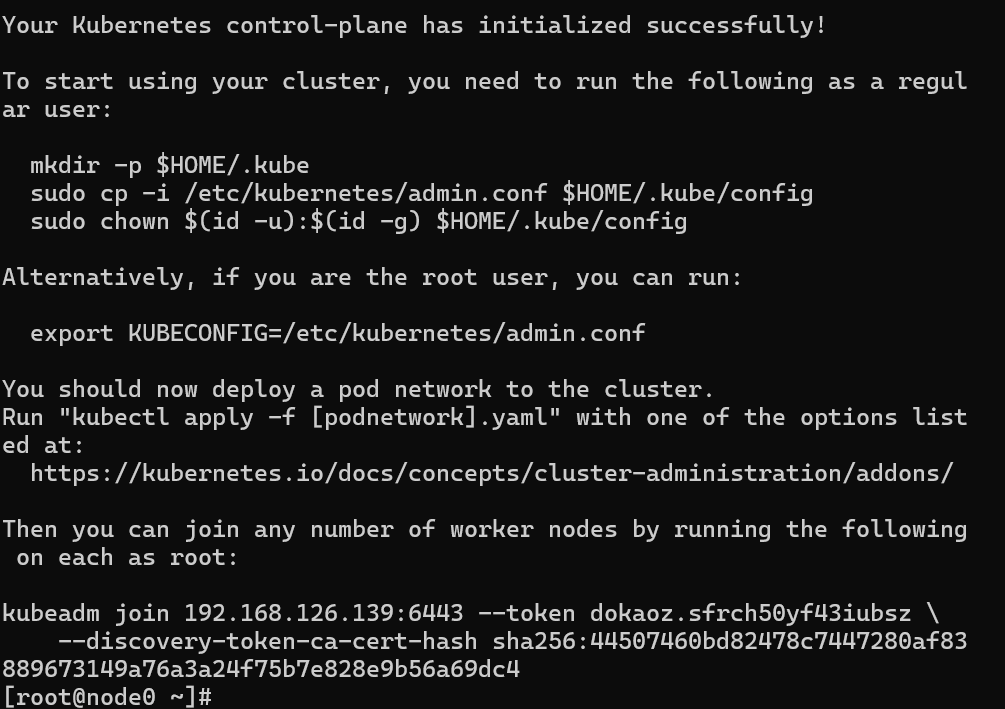 Your Kubernetes control-plane has initialized successfully!
To start using your cluster, you need to run the following as a regul
ar user:
  mkdir -p $HOME/.kube
  sudo cp -i /etc/kubernetes/admin.conf $HOME/.kube/config
  sudo chown $(id -u):$(id -g) $HOME/.kube/config
Alternatively, if you are the root user, you can run:
  export KUBECONFIG=/etc/kubernetes/admin.conf
You should now deploy a pod network to the cluster.
Run "kubectl apply -f [podnetwork].yaml" with one of the options list
ed at:
  https://kubernetes.io/docs/concepts/cluster-administration/addons/
Then you can join any number of worker nodes by running the following
 on each as root:
kubeadm join 192.168.126.139:6443 --token dokaoz.sfrch50yf43iubsz \
    --discovery-token-ca-cert-hash sha256:44507460bd82478c7447280af83
889673149a76a3a24f75b7e828e9b56a69dc4
[root@node0 ~]#